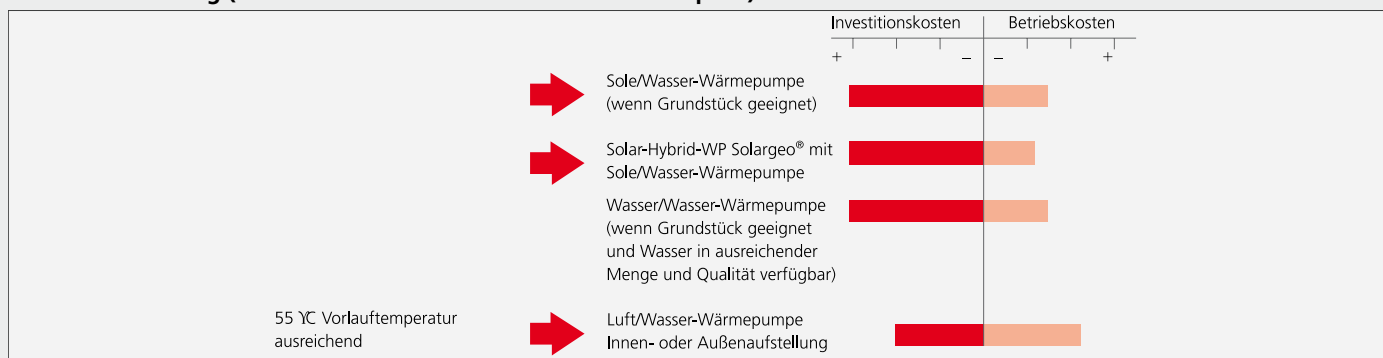 Investitionskosten Betriebskosten
+ – – +
Sole/Wasser-Wärmepumpe
(wenn Grundstück geeignet)
Solar-Hybrid-WP Solargeo® mit
Sole/Wasser-Wärmepumpe
Wasser/Wasser-Wärmepumpe
(wenn Grundstück geeignet
und Wasser in ausreichender
Menge und Qualität verfügbar)
55 ƳC Vorlauftemperatur
ausreichend
Luft/Wasser-Wärmepumpe
Innen- oder Außenaufstellung